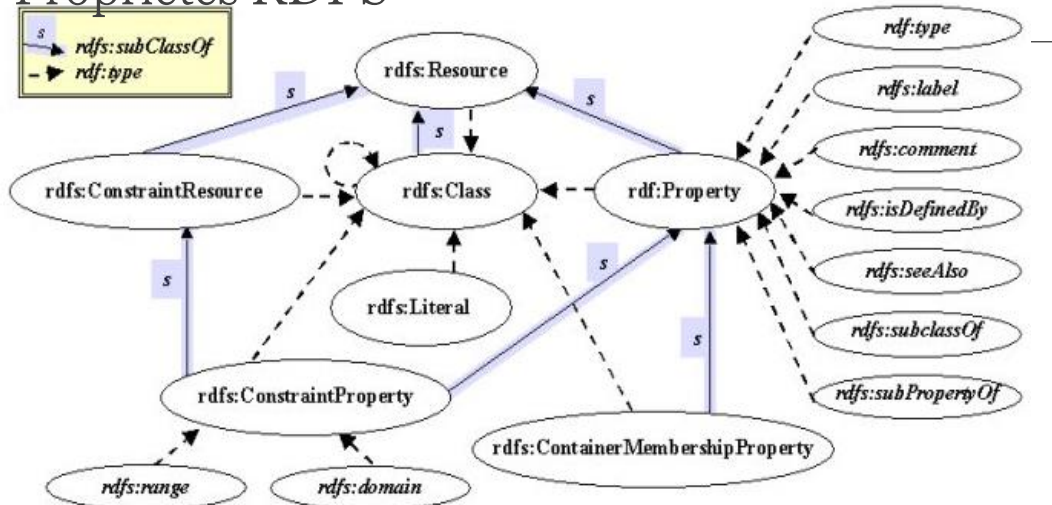 Propriétés RDFS
s
rdfs:subClassOf
rdf:type
rdfs:Resource
rdf:type
s
s
s
rdfs:label
rdfs:comment
rdfs:ConstraintResource
rdfs:Class
rdf:Property
rdfs:isDefinedBy
s
s
rdfs:seeAlso
rdfs:Literal
s
rdfs:subclassOf
rdfs:ConstraintProperty
rdfs:subPropertyOf
rdfs:ContainerMembershipProperty
rdfs:range
rdfs:domain